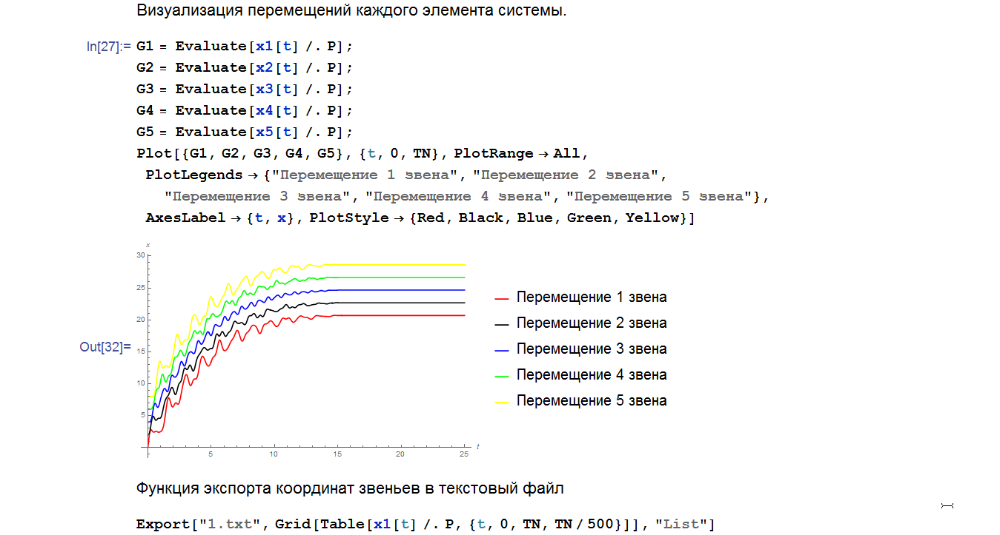 Визуализация перемещений каждого элемента системы.
In[27]:= G1 = Evaluate[x1[t] /. P];
G2 = Evaluate[x2[t] /. P];
G3 = Evaluate[x3[t] /. P];
G4 = Evaluate[x4[t] /. P];
G5 = Evaluate[x5[t] /. P];
Plot[{G1, G2, G3, G4, G5}, {t, 0, TN}, PlotRange → All,
PlotLegends → {"Перемещение 1 звена", "Перемещение 2 звена",
"Перемещение 3 звена", "Перемещение 4 звена", "Перемещение 5 звена"},
AxesLabel → {t, x}, PlotStyle → {Red, Black, Blue, Green, Yellow}]
Out[32]=
x
30
25
20
15
10
5
5 10 15 20 25 t
Перемещение 1 звена
Перемещение 2 звена
Перемещение 3 звена
Перемещение 4 звена
Перемещение 5 звена
Функция экспорта координат звеньев в текстовый файл
Export["1.txt", Grid[Table[x1[t] /. P, {t, 0, TN, TN / 500}]], "List"]